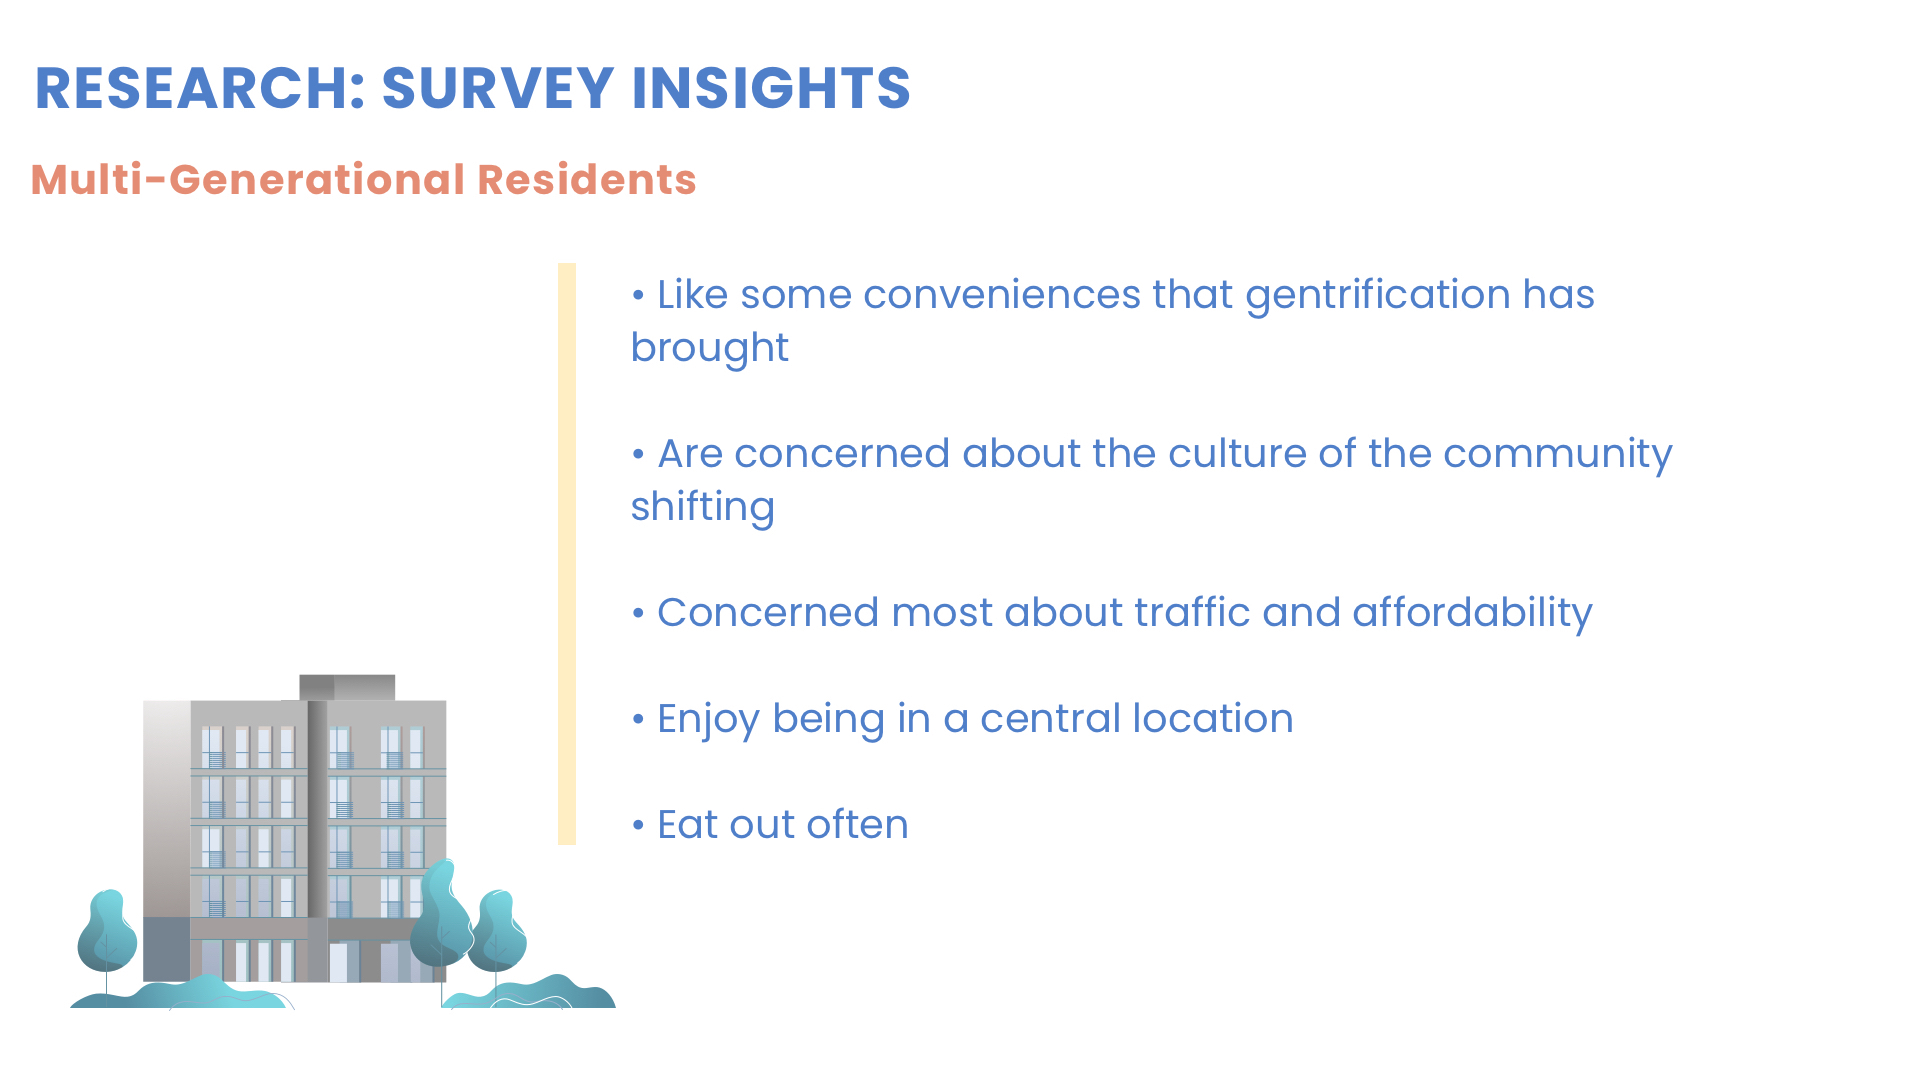 RESEARCH: SURVEY INSIGHTS
Multi-Generational Residents
• Like some conveniences that gentrification has
brought
• Are concerned about the culture of the community
shifting
• Concerned most about traffic and affordability
• Enjoy being in a central location
• Eat out often